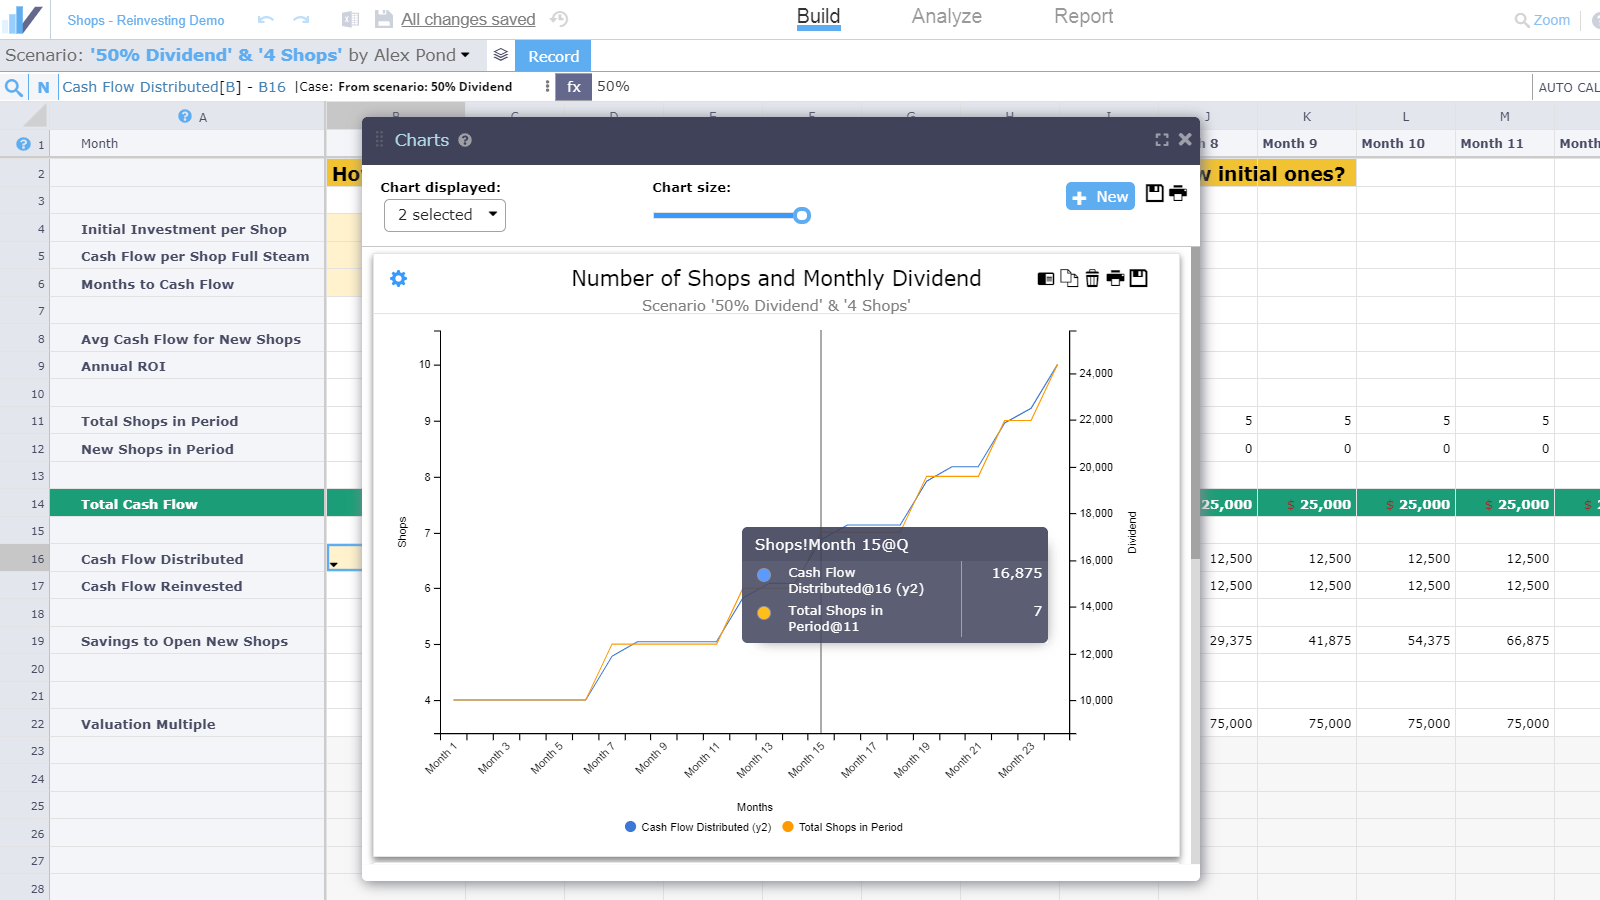 Shops - Reinvesting Demo
All changes saved
Build
Analyze
Report
Zoom
Scenario: '50% Dividend' & '4 Shops' by Alex Pond
Record
N Cash Flow Distributed[B] - B16 |Case: From scenario: 50% Dividend
fx 50%
AUTO CAL
A
J K L M
1 Month
8 Month 9 Month 10 Month 11 Month
2
Ho
initial ones?
3
4 Initial Investment per Shop
5 Cash Flow per Shop Full Steam
6 Months to Cash Flow
7
8 Avg Cash Flow for New Shops
9 Annual ROI
10
11 Total Shops in Period 5 5 5 5
12 New Shops in Period 0 0 0 0
13
14 Total Cash Flow 25,000 $ 25,000 $ 25,000 $ 25,000 $
15
16 Cash Flow Distributed 12,500 12,500 12,500 12,500
17 Cash Flow Reinvested 12,500 12,500 12,500 12,500
18
19 Savings to Open New Shops 29,375 41,875 54,375 66,875
20
21
22 Valuation Multiple 75,000 75,000 75,000 75,000
23
24
25
26
27
28
Charts
Chart displayed:
2 selected
Chart size:
New
Number of Shops and Monthly Dividend
Scenario '50% Dividend' & '4 Shops'
10
9
8
7
6
5
4
Shops
24,000
22,000
20,000
18,000
16,000
14,000
12,000
10,000
Dividend
Shops!Month 15@Q
Cash Flow Distributed@16 (y2) 16,875
Total Shops in Period@11 7
Month 1 Month 3 Month 5 Month 7 Month 9 Month 11 Month 13 Month 15 Month 17 Month 19 Month 21 Month 23
Months
Cash Flow Distributed (y2) Total Shops in Period